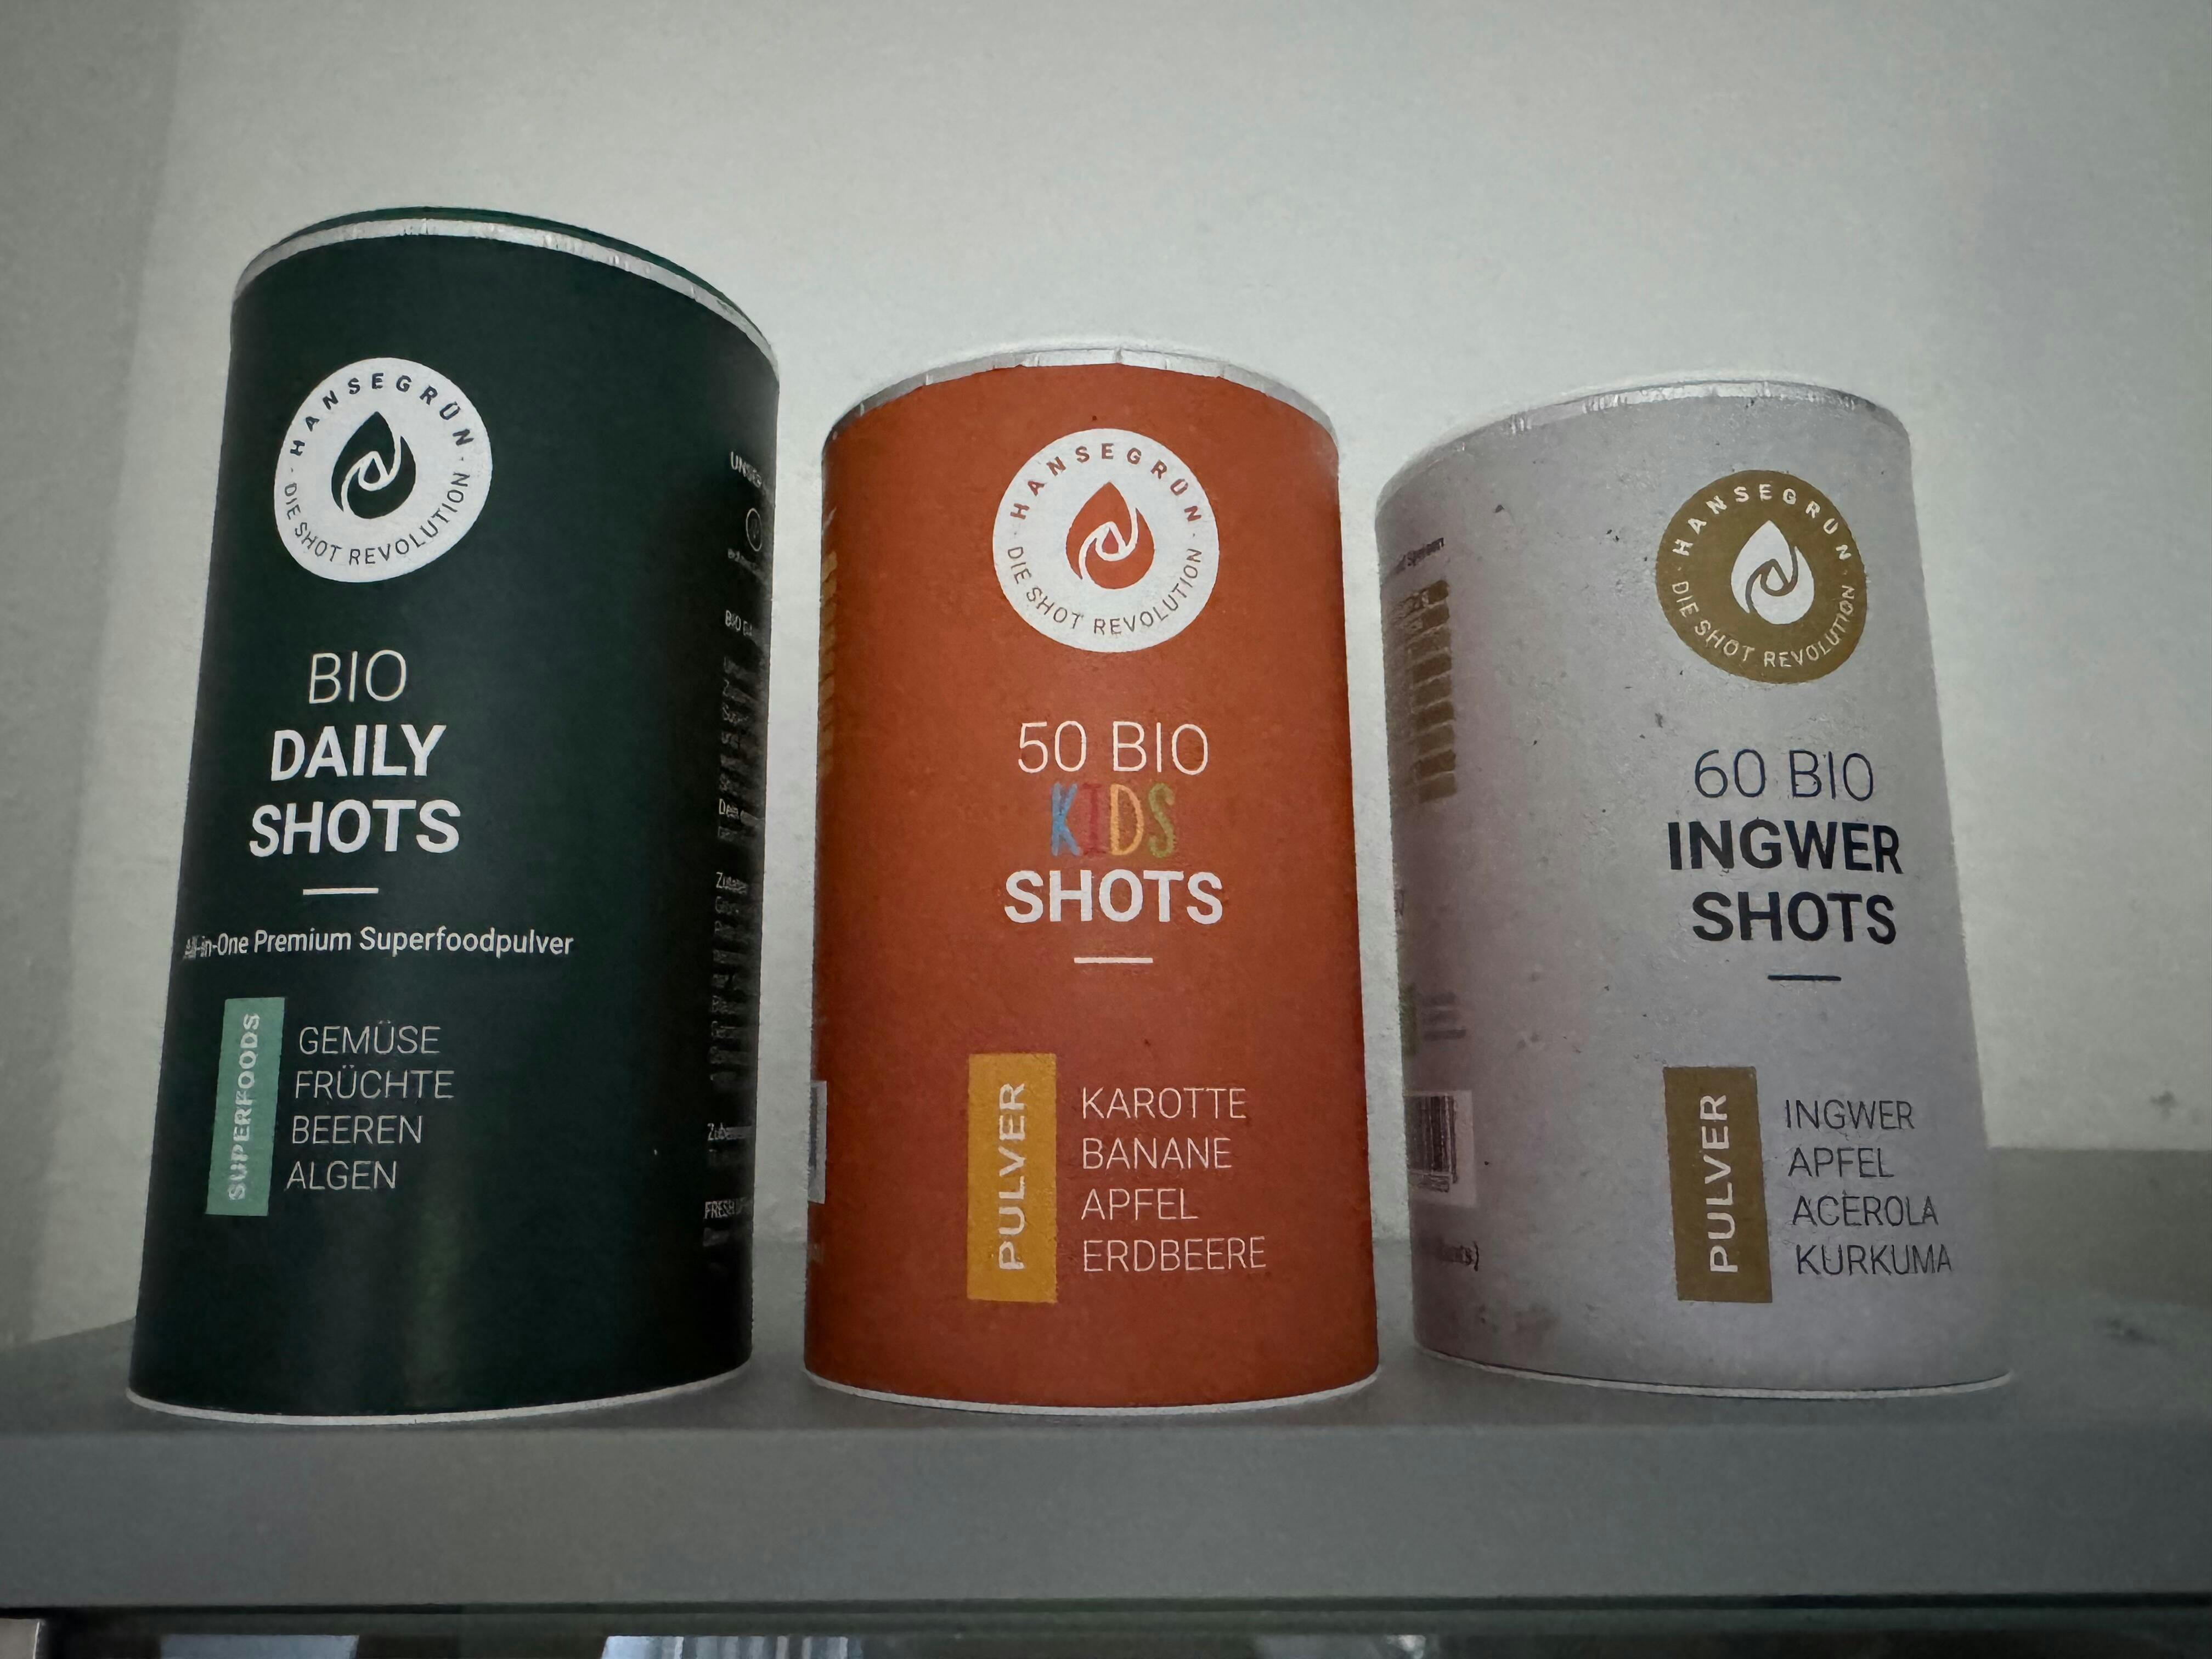 HANSEGRÜN
DIE SHOT REVOLUTION
BIO
DAILY
SHOTS
All-in-One Premium Superfoodpulver
SUPERFOODS
GEMÜSE
FRÜCHTE
BEEREN
ALGEN
HANSEGRÜN
DIE SHOT REVOLUTION
50 BIO
KIDS
SHOTS
PULVER
KAROTTE
BANANE
APFEL
ERDBEERE
HANSEGRÜN
DIE SHOT REVOLUTION
60 BIO
INGWER
SHOTS
PULVER
INGWER
APFEL
ACEROLA
KURKUMA